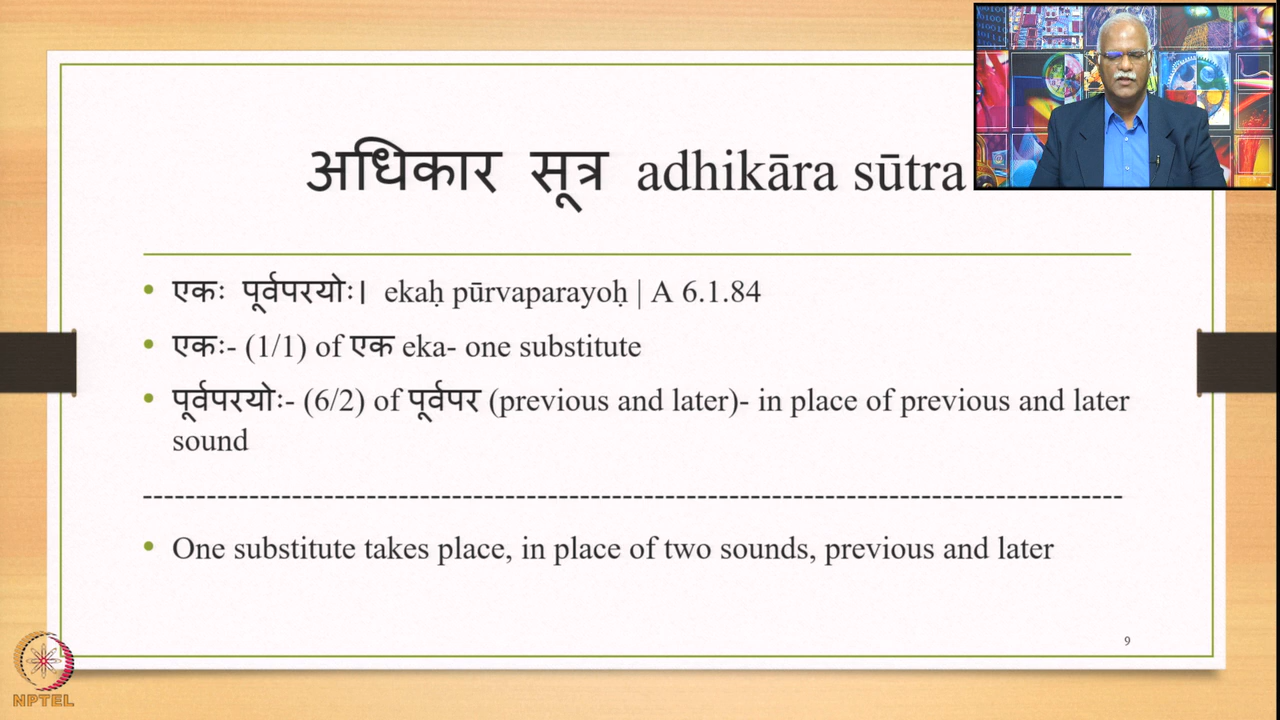 अधिकार सूत्र adhikāra sūtra
एकः पूर्वपरयोः। ekaḥ pūrvaparayoḥ | A 6.1.84
एकः- (1/1) of एक eka- one substitute
पूर्वपरयोः- (6/2) of पूर्वपर (previous and later)- in place of previous and later
sound
One substitute takes place, in place of two sounds, previous and later
9
NPTEL